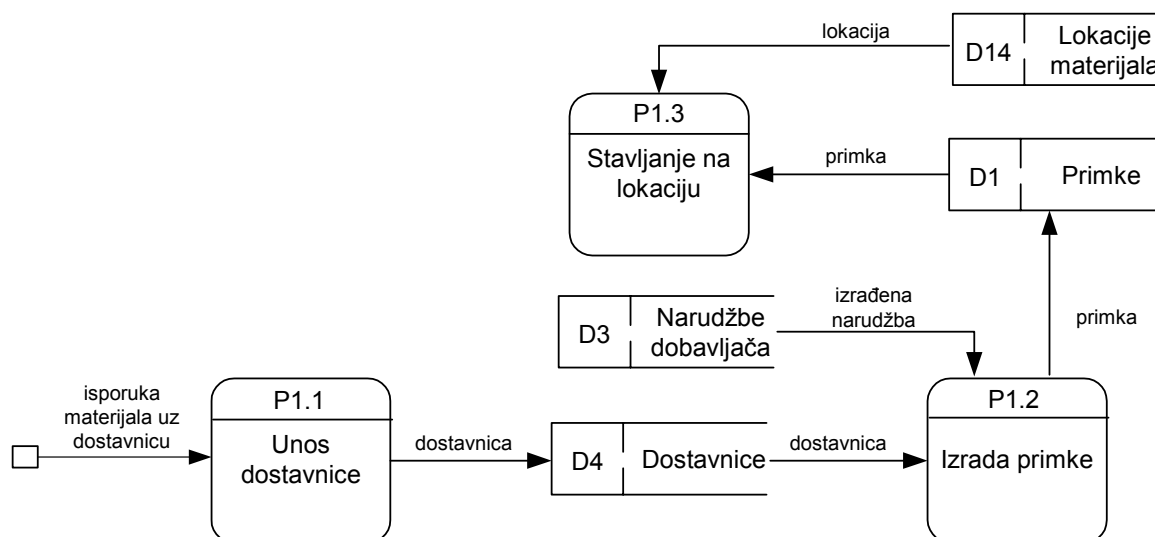 lokacija
D14
Lokacije
materijala
P1.3
Stavljanje na
lokaciju
primka
D1
Primke
D3
Narudžbe
dobavljača
izrađena
narudžba
primka
isporuka
materijala uz
dostavnicu
P1.1
Unos
dostavnice
dostavnica
D4
Dostavnice
dostavnica
P1.2
Izrada primke